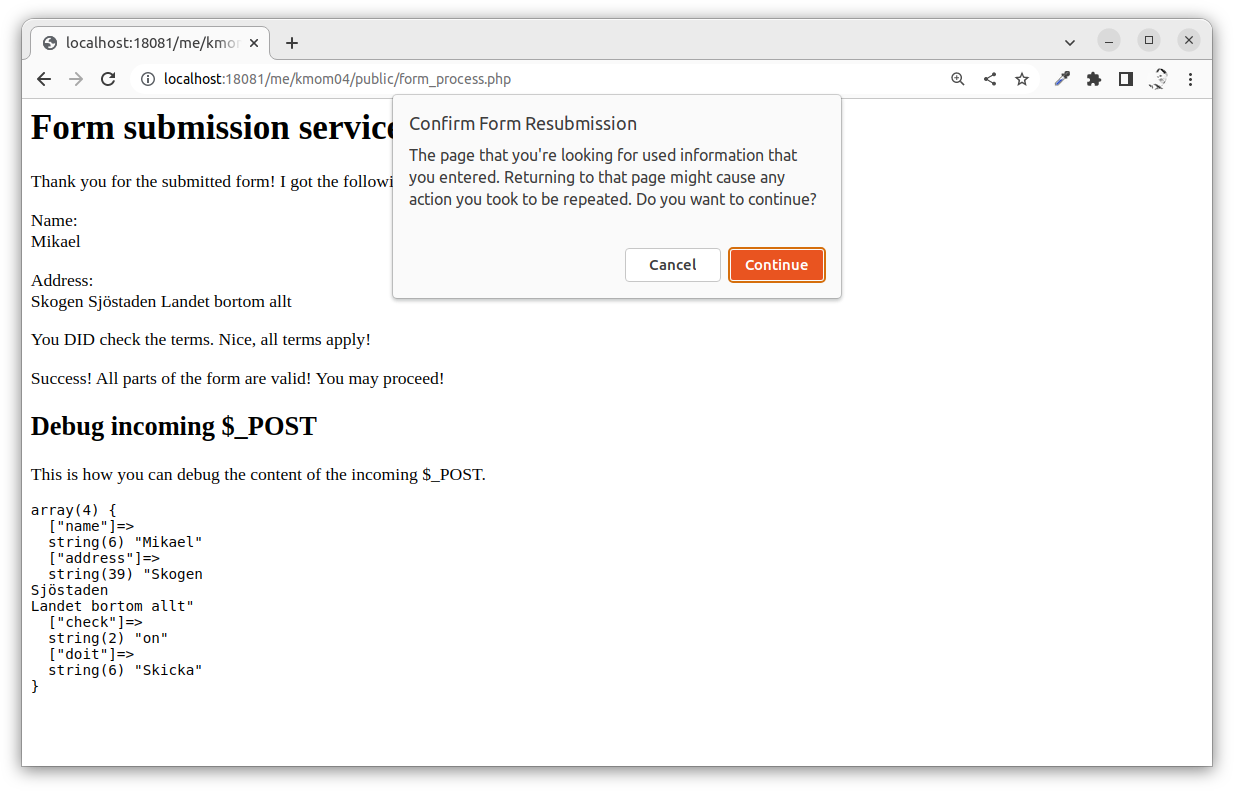 localhost:18081/me/kmo
localhost:18081/me/kmom04/public/form_process.php
Form submission service
Thank you for the submitted form! I got the followi
Name:
Mikael
Address:
Skogen Sjöstaden Landet bortom allt
You DID check the terms. Nice, all terms apply!
Success! All parts of the form are valid! You may proceed!
Debug incoming $_POST
This is how you can debug the content of the incoming $_POST.
array(4) {
  ["name"]=>
  string(6) "Mikael"
  ["address"]=>
  string(39) "Skogen
Sjöstaden
Landet bortom allt"
  ["check"]=>
  string(2) "on"
  ["doit"]=>
  string(6) "Skicka"
}
Confirm Form Resubmission
The page that you're looking for used information that
you entered. Returning to that page might cause any
action you took to be repeated. Do you want to continue?
Cancel
Continue